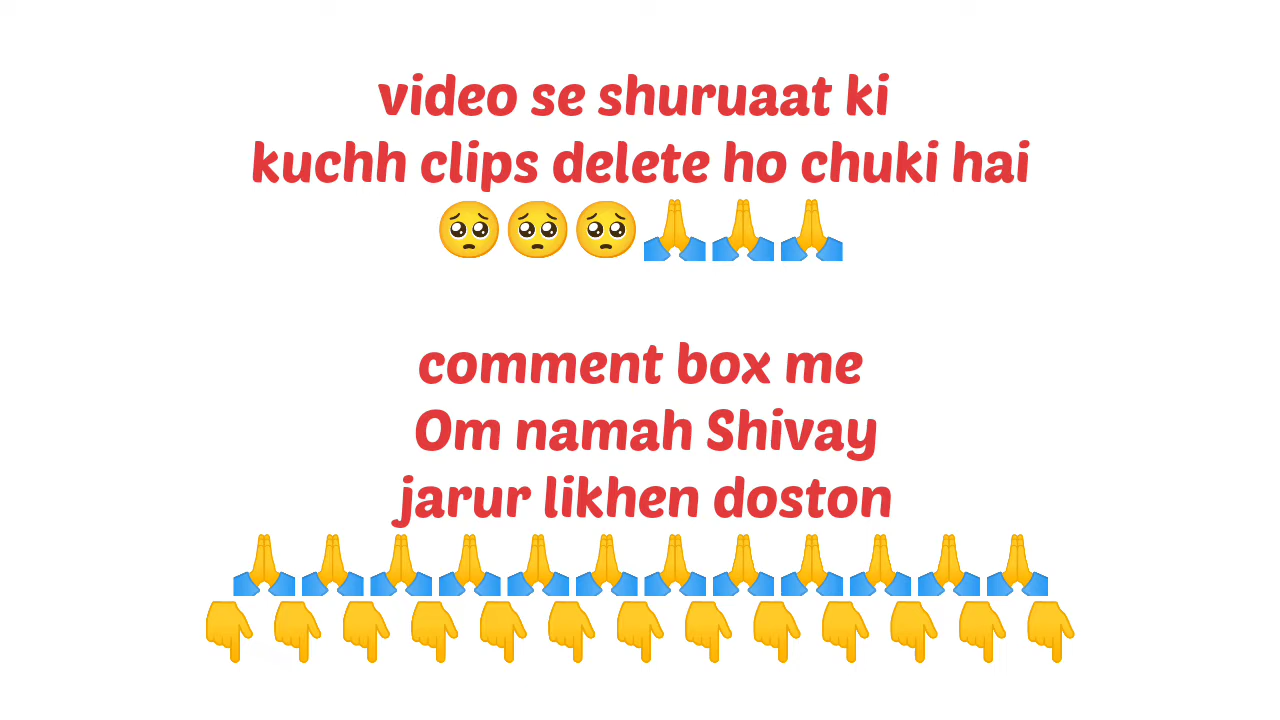 video se shuruaat ki
kuchh clips delete ho chuki hai
🥺🥺🥺🙏🙏🙏
comment box me
Om namah Shivay
jarur likhen doston
🙏🙏🙏🙏🙏🙏🙏🙏🙏🙏🙏🙏
👇👇👇👇👇👇👇👇👇👇👇👇👇